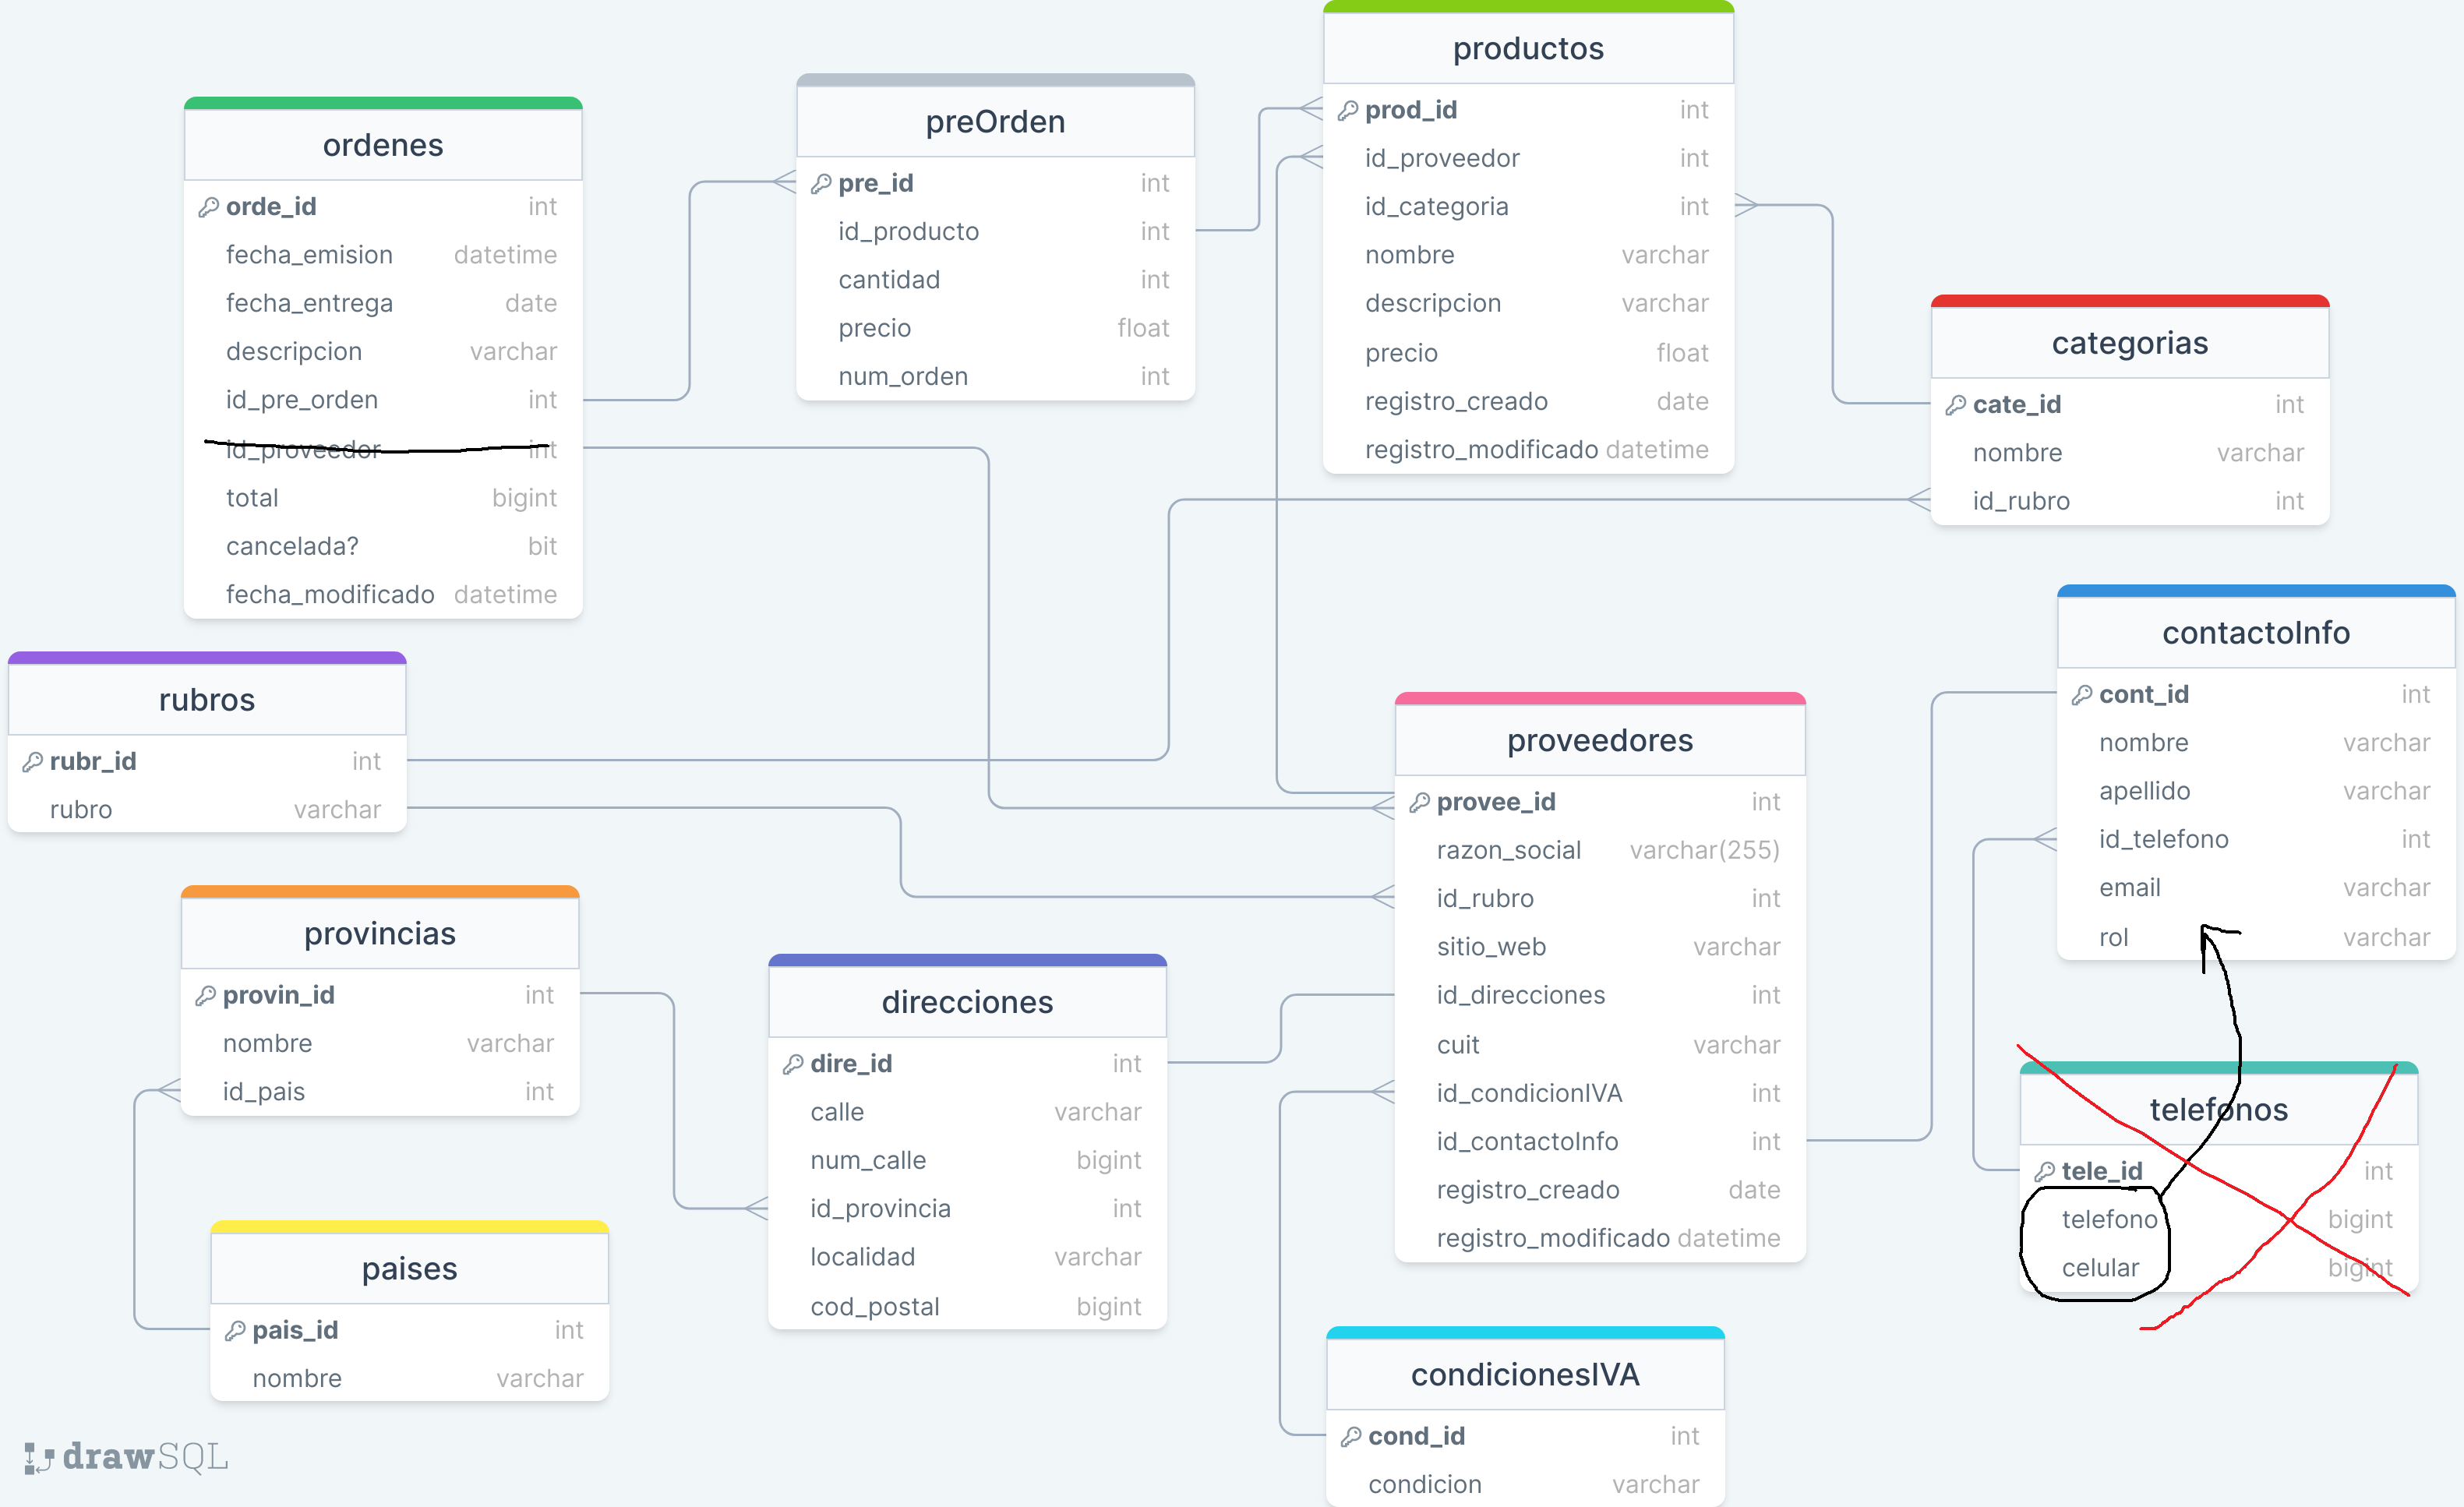 productos
prod_id int
id_proveedor int
id_categoria int
nombre varchar
descripcion varchar
precio float
registro_creado date
registro_modificado datetime
preOrden
pre_id int
id_producto int
cantidad int
precio float
num_orden int
ordenes
orde_id int
fecha_emision datetime
fecha_entrega date
descripcion varchar
id_pre_orden int
id_proveedor int
total bigint
cancelada? bit
fecha_modificado datetime
categorias
cate_id int
nombre varchar
id_rubro int
contactoInfo
cont_id int
nombre varchar
apellido varchar
id_telefono int
email varchar
rol varchar
rubros
rubr_id int
rubro varchar
proveedores
provee_id int
razon_social varchar(255)
id_rubro int
sitio_web varchar
id_direcciones int
cuit varchar
id_condicionIVA int
id_contactoInfo int
registro_creado date
registro_modificado datetime
provincias
provin_id int
nombre varchar
id_pais int
direcciones
dire_id int
calle varchar
num_calle bigint
id_provincia int
localidad varchar
cod_postal bigint
telefonos
tele_id int
telefono bigint
celular bigint
paises
pais_id int
nombre varchar
condicionesIVA
cond_id int
condicion varchar
drawSQL